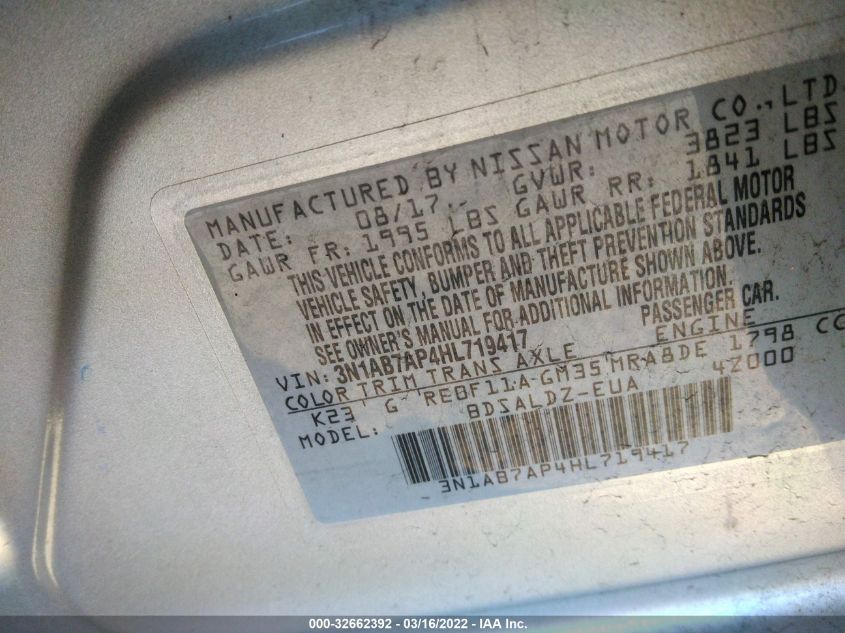 MANUFACTURED BY NISSAN MOTOR CO., LTD.
DATE: 08/17 GVWR: 3823 LBS
GAWR FR: 1995 LBS GAWR RR: 1841 LBS
THIS VEHICLE CONFORMS TO ALL APPLICABLE FEDERAL MOTOR
VEHICLE SAFETY, BUMPER AND THEFT PREVENTION STANDARDS
IN EFFECT ON THE DATE OF MANUFACTURE SHOWN ABOVE.
SEE OWNER'S MANUAL FOR ADDITIONAL INFORMATION.
VIN: 3N1AB7AP4HL719417 PASSENGER CAR.
COLOR TRIM TRANS AXLE ENGINE
K23 G RE0F11A GM35 MRA8DE 1798 CC
MODEL: BDSALDZ-EUA 4Z000
3N1AB7AP4HL719417
000-32662392 - 03/16/2022 - IAA Inc.